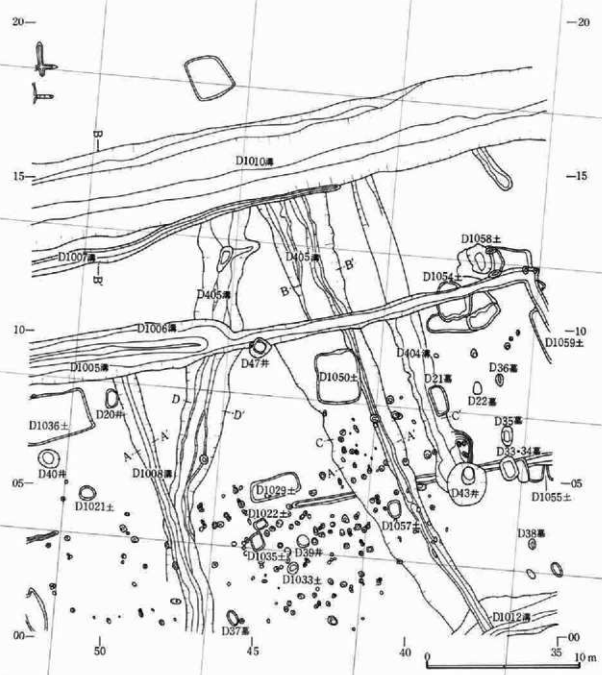 20
20
B
D1010溝
15
15
D1007溝
B'
D1058土
D405溝
B'
D1054土
D405溝
B
10
D1006溝
10
D1005溝
D404溝
D1059土
D47井
D1050土
D21墓
D36墓
D22墓
D20井
D
D'
C'
D1036土
A'
C
A'
D35墓
D40井
A
D1008溝
A
D33・34墓
05
05
D1021土
D1029土
D43井
D1055土
D1022土
D1057土
D1035土
D39井
D38墓
D1033土
D37墓
D1012溝
00
00
50
45
40
35
0
10 m